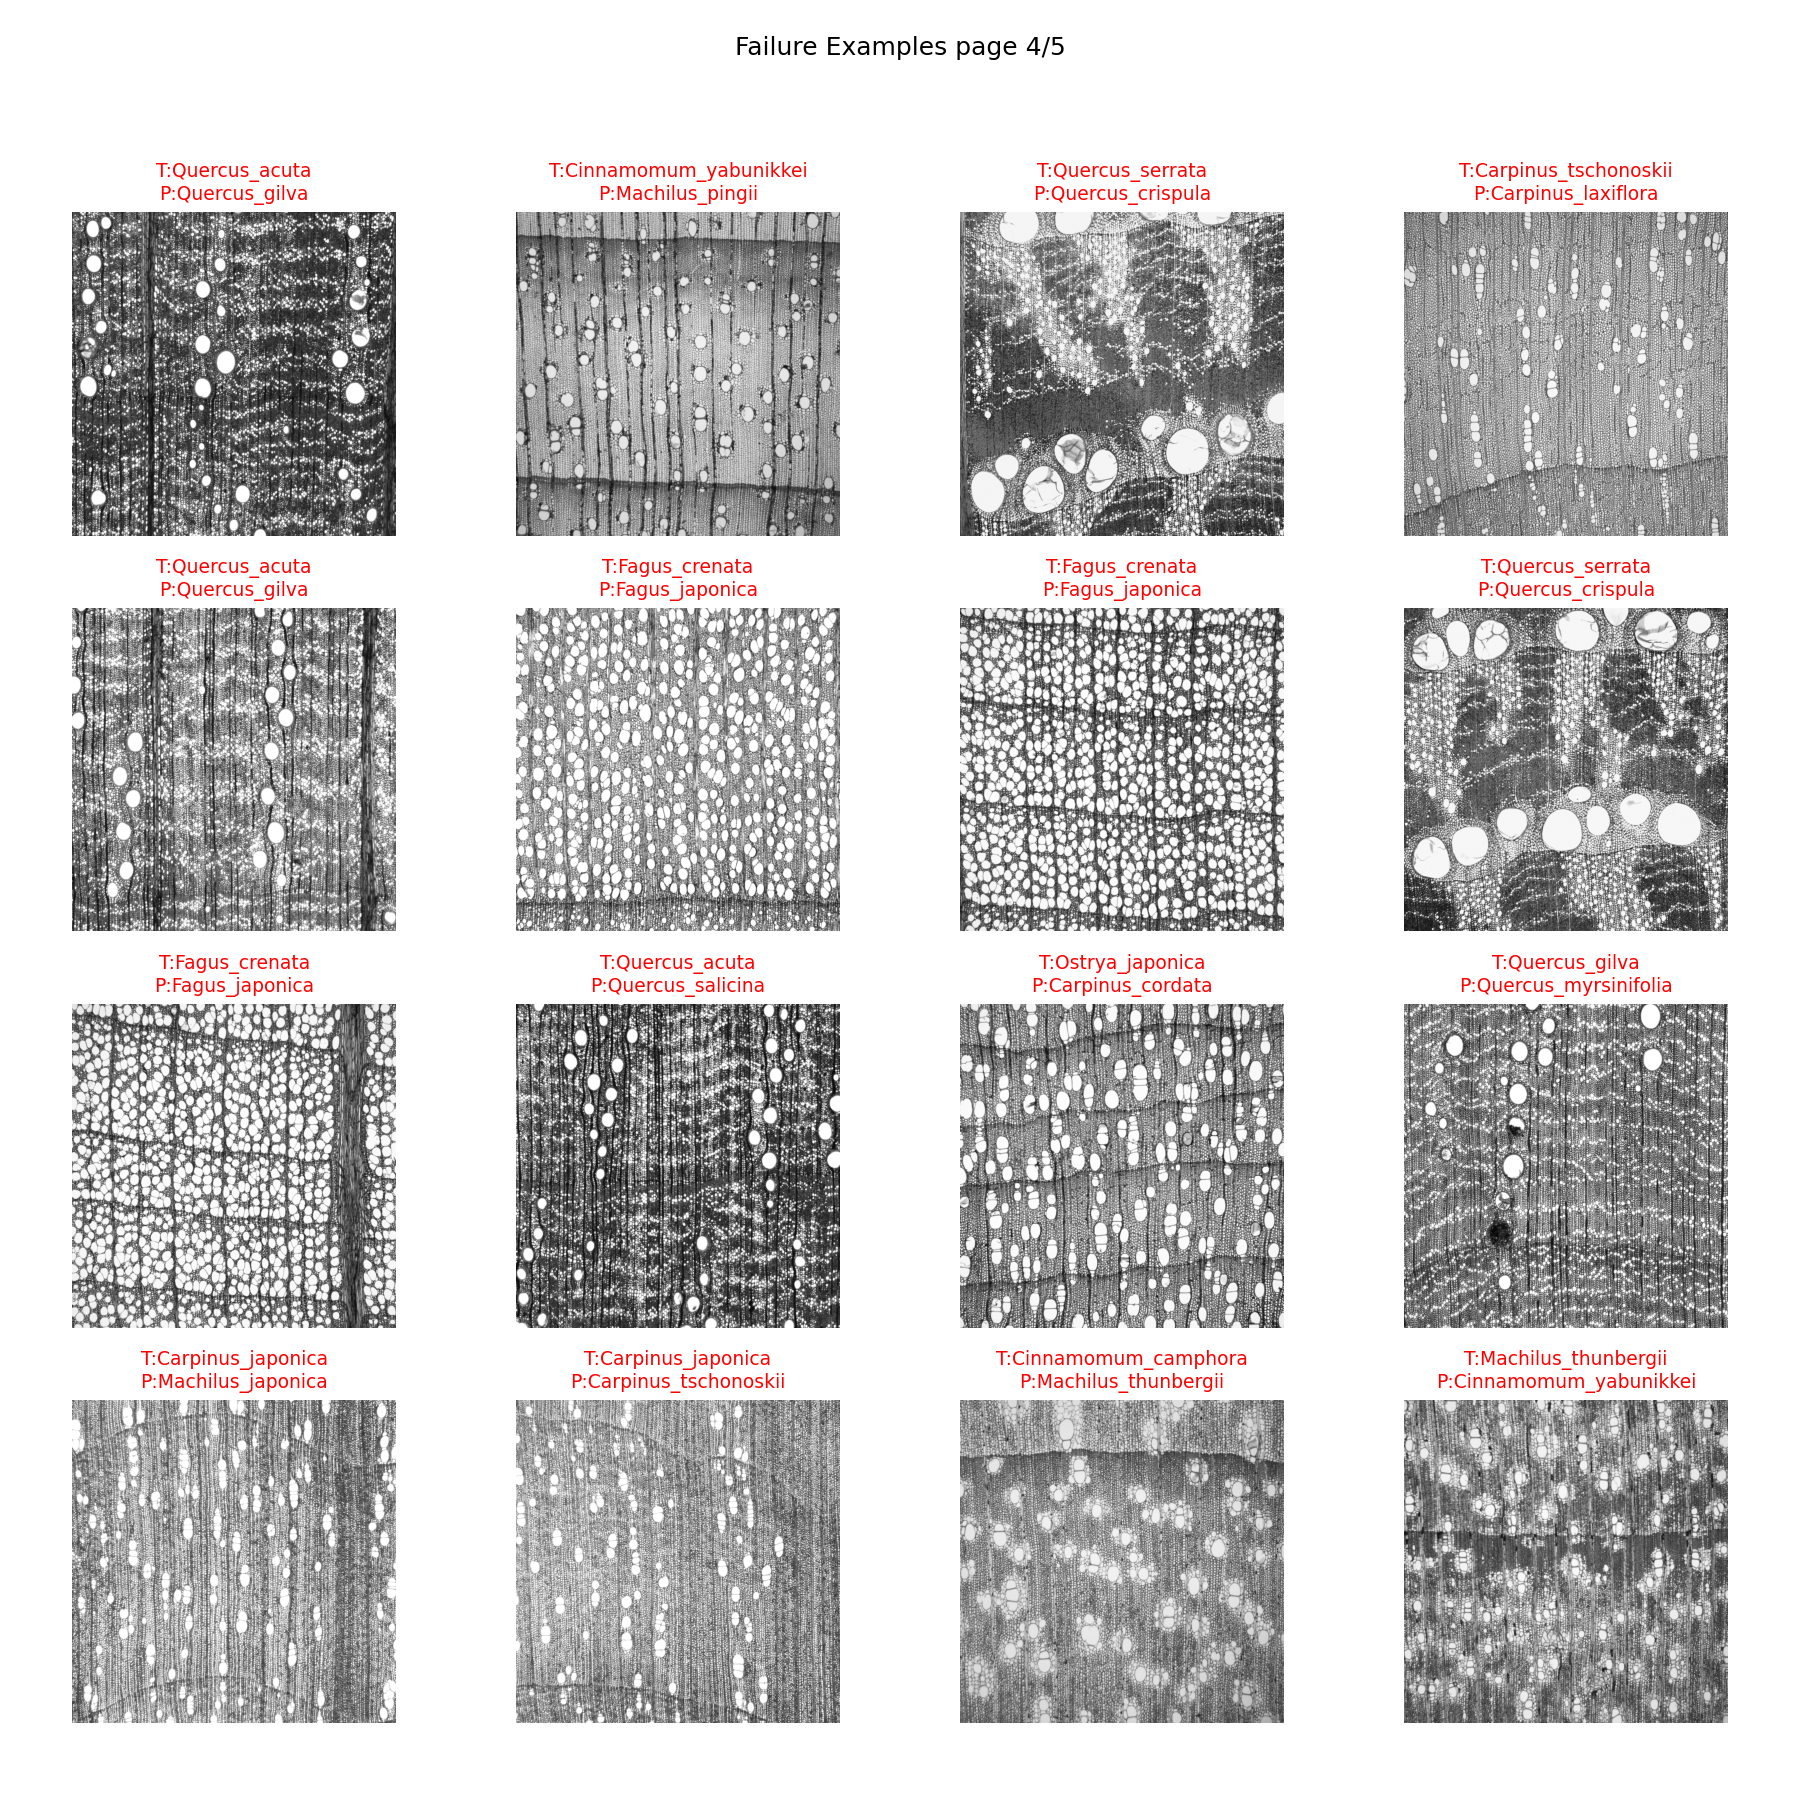 Failure Examples page 4/5
T:Quercus_acuta
P:Quercus_gilva
T:Cinnamomum_yabunikkei
P:Machilus_pingii
T:Quercus_serrata
P:Quercus_crispula
T:Carpinus_tschonoskii
P:Carpinus_laxiflora
T:Quercus_acuta
P:Quercus_gilva
T:Fagus_crenata
P:Fagus_japonica
T:Fagus_crenata
P:Fagus_japonica
T:Quercus_serrata
P:Quercus_crispula
T:Fagus_crenata
P:Fagus_japonica
T:Quercus_acuta
P:Quercus_salicina
T:Ostrya_japonica
P:Carpinus_cordata
T:Quercus_gilva
P:Quercus_myrsinifolia
T:Carpinus_japonica
P:Machilus_japonica
T:Carpinus_japonica
P:Carpinus_tschonoskii
T:Cinnamomum_camphora
P:Machilus_thunbergii
T:Machilus_thunbergii
P:Cinnamomum_yabunikkei